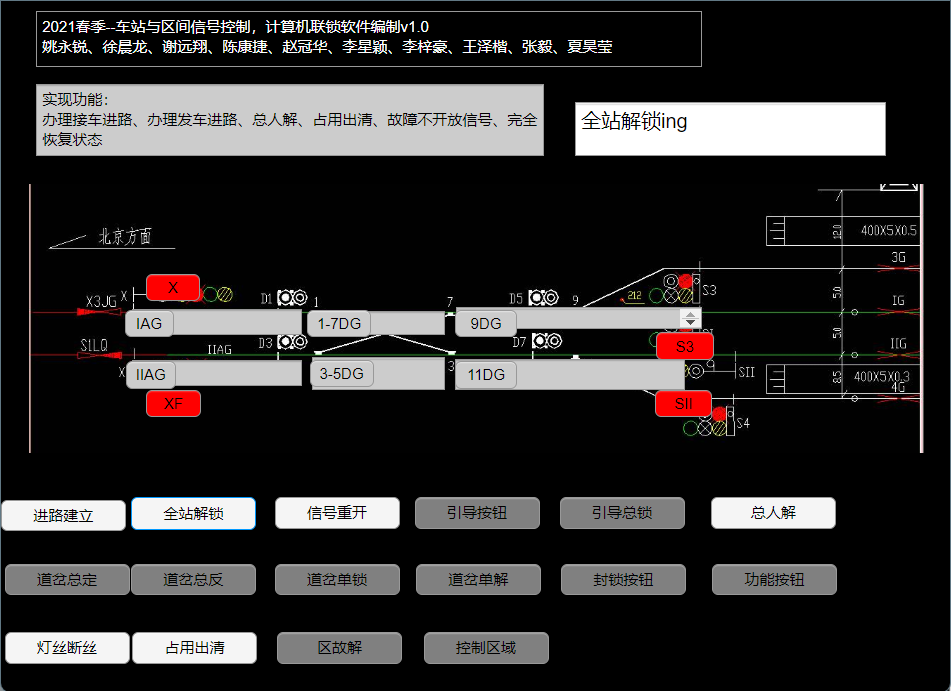 2021春季--车站与区间信号控制，计算机联锁软件编制v1.0
姚永锐、徐晨龙、谢远翔、陈康捷、赵冠华、李星颖、李梓豪、王泽楷、张毅、夏昊莹
实现功能：
办理接车进路、办理发车进路、总人解、占用出清、故障不开放信号、完全
恢复状态
全站解锁ing
北京方面
12.0
400X5X0.5
3G
X3JG
X
X
D1
1
7
D5
9
212
S3
5.0
IG
IAG
1-7DG
9DG
S1LQ
IIAG
D3
D7
S3
5.0
IIG
X
IIAG
3-5DG
3
11DG
SII
8.5
400X5X0.3
4G
XF
SII
S4
进路建立
全站解锁
信号重开
引导按钮
引导总锁
总人解
道岔总定
道岔总反
道岔单锁
道岔单解
封锁按钮
功能按钮
灯丝断丝
占用出清
区故解
控制区域